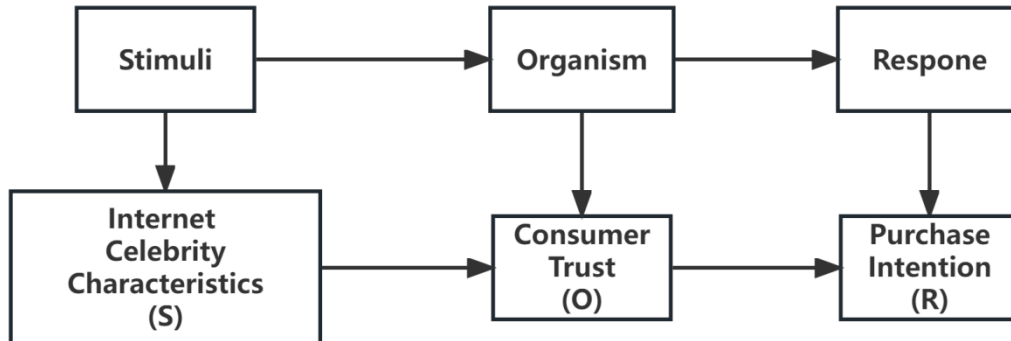 Stimuli
Organism
Respone
Internet
Celebrity
Characteristics
(S)
Consumer
Trust
(O)
Purchase
Intention
(R)